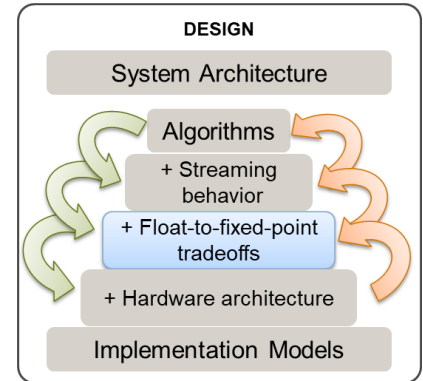 DESIGN
System Architecture
Algorithms
+ Streaming
behavior
+ Float-to-fixed-point
tradeoffs
+ Hardware architecture
Implementation Models